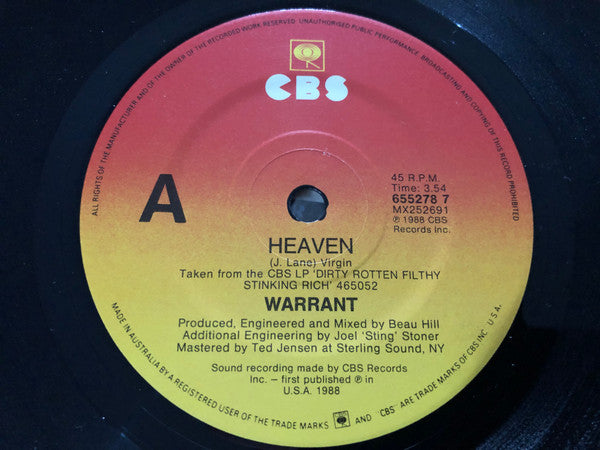 ALL RIGHTS OF THE MANUFACTURER AND OF THE OWNER OF THE RECORDED WORK RESERVED. UNAUTHORISED PUBLIC PERFORMANCE, BROADCASTING AND COPYING OF THIS RECORD PROHIBITED
CBS
A
45 R.P.M.
Time: 3.54
655278 7
MX252691
℗ 1988 CBS
Records Inc.
HEAVEN
(J. Lane) Virgin
Taken from the CBS LP 'DIRTY ROTTEN FILTHY
STINKING RICH' 465052
WARRANT
Produced, Engineered and Mixed by Beau Hill
Additional Engineering by Joel 'Sting' Stoner
Mastered by Ted Jensen at Sterling Sound, NY
Sound recording made by CBS Records
Inc. – first published ℗ in
U.S.A. 1988
MADE IN AUSTRALIA BY A REGISTERED USER OF THE TRADE MARKS AND "CBS" ARE TRADE MARKS OF CBS INC. U.S.A.